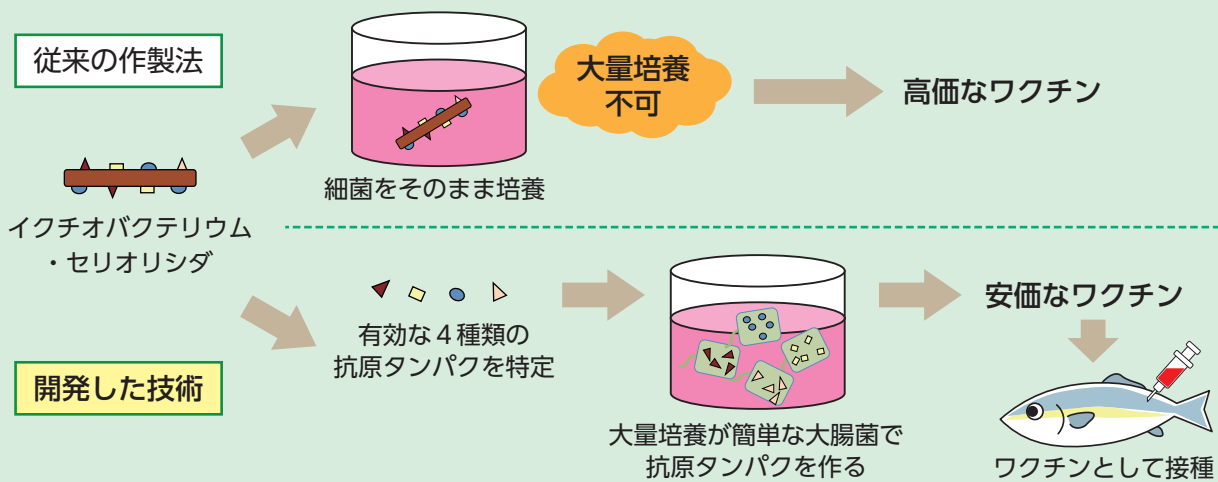 従来の作製法
細菌をそのまま培養
大量培養
不可
高価なワクチン
イクチオバクテリウム
・セリオリシダ
開発した技術
有効な４種類の
抗原タンパクを特定
大量培養が簡単な大腸菌で
抗原タンパクを作る
安価なワクチン
ワクチンとして接種